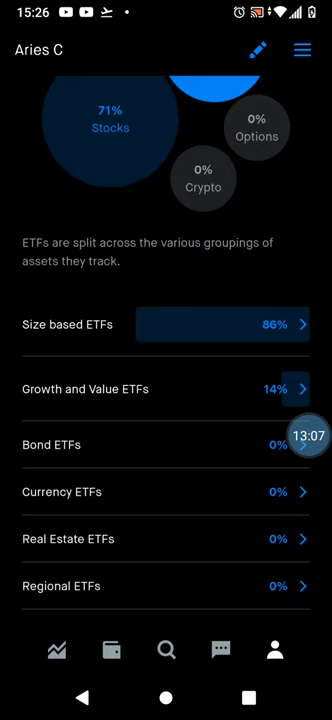 15:26
Aries C
71%
Stocks
0%
Options
0%
Crypto
ETFs are split across the various groupings of
assets they track.
Size based ETFs 86%
Growth and Value ETFs 14%
13:07
Bond ETFs 0%
Currency ETFs 0%
Real Estate ETFs 0%
Regional ETFs 0%